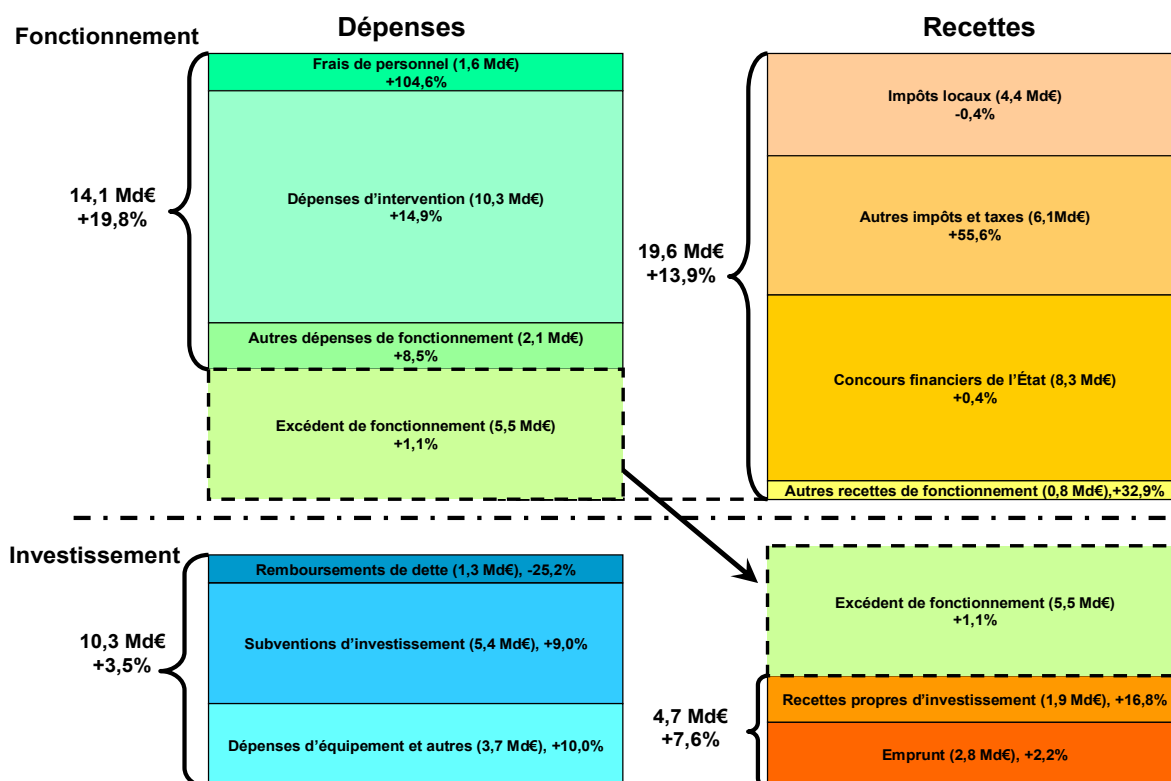 Dépenses
Recettes
Fonctionnement
Frais de personnel (1,6 Md€)
+104,6%
Dépenses d'intervention (10,3 Md€)
+14,9%
14,1 Md€
+19,8%
Autres dépenses de fonctionnement (2,1 Md€)
+8,5%
Excédent de fonctionnement (5,5 Md€)
+1,1%
Impôts locaux (4,4 Md€)
-0,4%
Autres impôts et taxes (6,1Md€)
+55,6%
19,6 Md€
+13,9%
Concours financiers de l'État (8,3 Md€)
+0,4%
Autres recettes de fonctionnement (0,8 Md€),+32,9%
Investissement
Remboursements de dette (1,3 Md€), -25,2%
10,3 Md€
+3,5%
Subventions d'investissement (5,4 Md€), +9,0%
Dépenses d'équipement et autres (3,7 Md€), +10,0%
Excédent de fonctionnement (5,5 Md€)
+1,1%
4,7 Md€
+7,6%
Recettes propres d'investissement (1,9 Md€), +16,8%
Emprunt (2,8 Md€), +2,2%